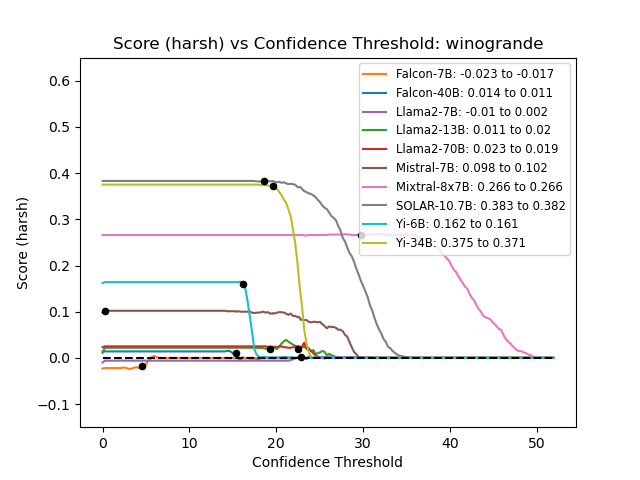 Score (harsh) vs Confidence Threshold: winogrande
Falcon-7B: -0.023 to -0.017
Falcon-40B: 0.014 to 0.011
Llama2-7B: -0.01 to 0.002
Llama2-13B: 0.011 to 0.02
Llama2-70B: 0.023 to 0.019
Mistral-7B: 0.098 to 0.102
Mixtral-8x7B: 0.266 to 0.266
SOLAR-10.7B: 0.383 to 0.382
Yi-6B: 0.162 to 0.161
Yi-34B: 0.375 to 0.371
Score (harsh)
0.6
0.5
0.4
0.3
0.2
0.1
0.0
−0.1
0 10 20 30 40 50
Confidence Threshold